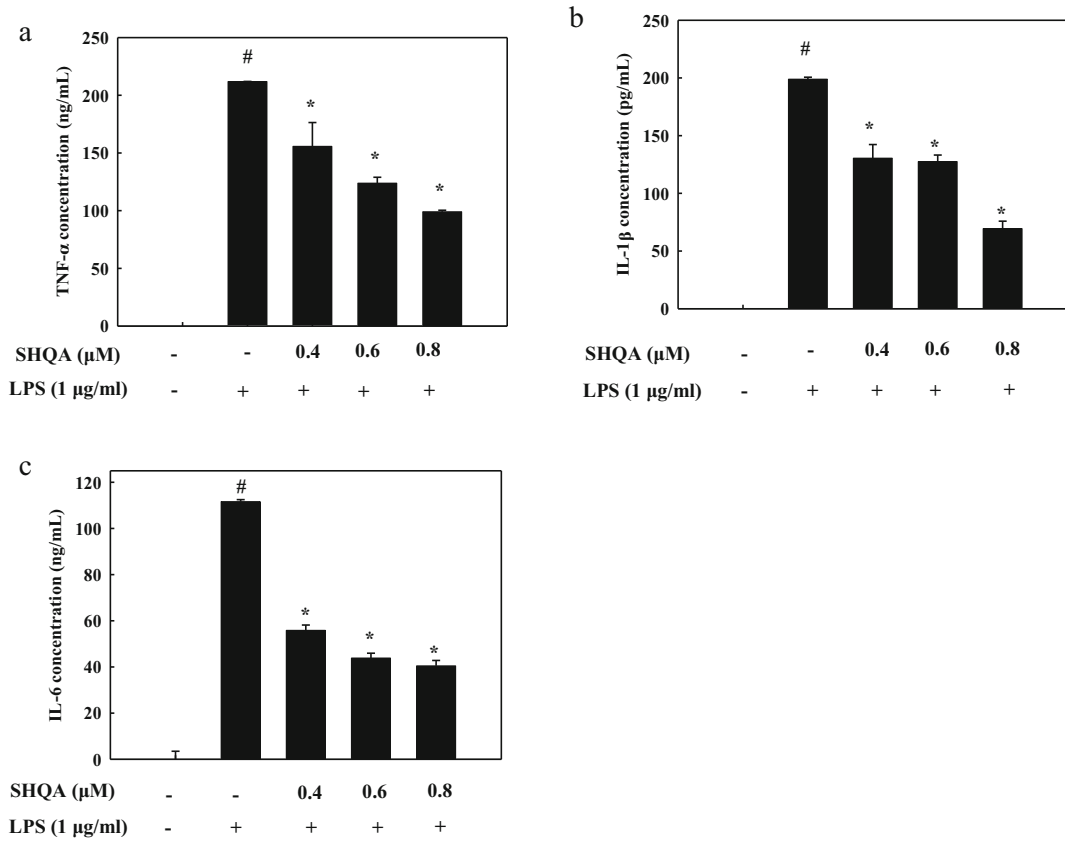 a
TNF-α concentration (ng/mL)
250
200
150
100
50
0
#
*
*
*
SHQA (μM) - - 0.4 0.6 0.8
LPS (1 μg/ml) - + + + +
b
IL-1β concentration (pg/mL)
250
200
150
100
50
0
#
*
*
*
SHQA (μM) - - 0.4 0.6 0.8
LPS (1 μg/ml) - + + + +
c
IL-6 concentration (ng/mL)
120
100
80
60
40
20
0
#
*
*
*
SHQA (μM) - - 0.4 0.6 0.8
LPS (1 μg/ml) - + + + +